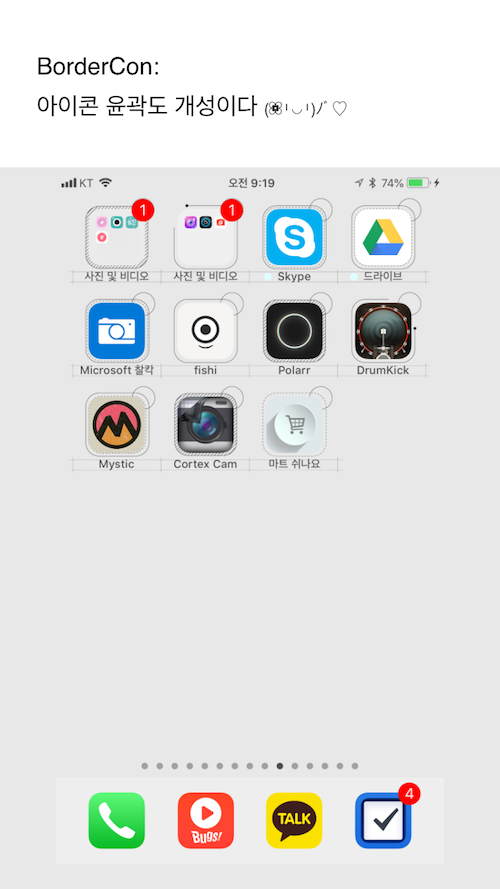 BorderCon:
아이콘 윤곽도 개성이다 (❀╹◡╹)ﾉﾞ♡
KT 오전 9:19 74%
1 1
사진 및 비디오 사진 및 비디오 Skype 드라이브
Microsoft 찰칵 fishi Polarr DrumKick
Mystic Cortex Cam 마트 쉬나요
4
Bugs! TALK